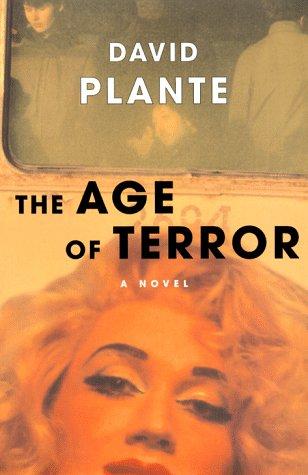 DAVID
PLANTE
THE AGE
OF TERROR
A NOVEL